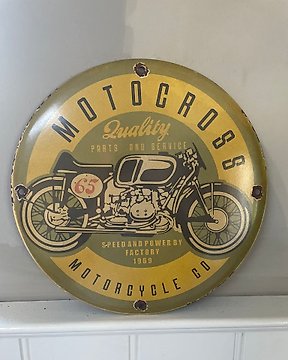 MOTOCROSS
Quality
PARTS AND SERVICE
65
SPEED AND POWER BY
FACTORY
1969
MOTORCYCLE CO